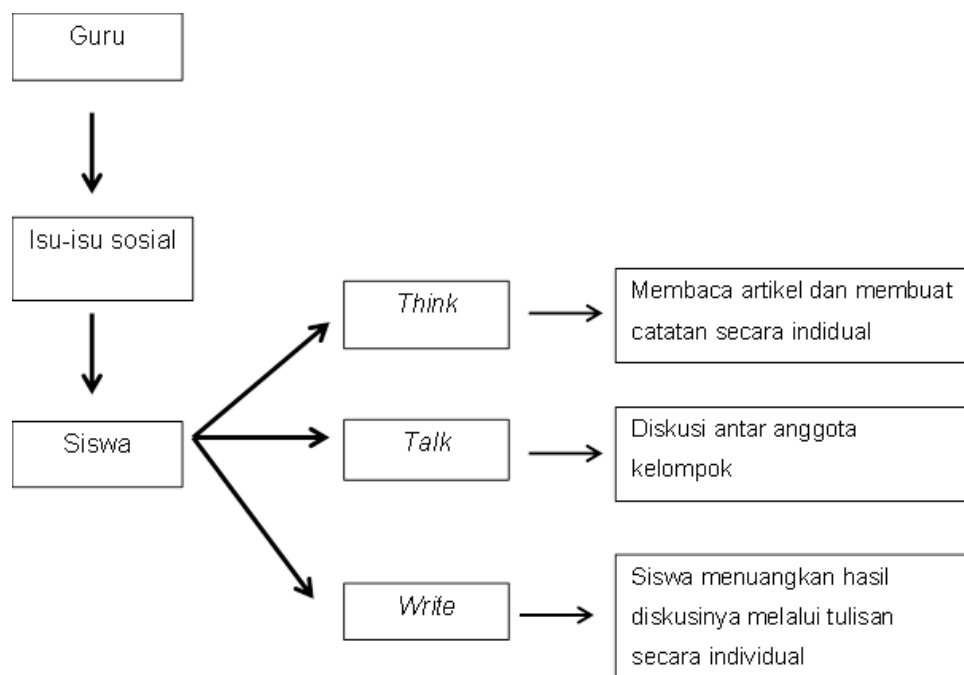 Guru
Isu-isu sosial
Siswa
Think
Membaca artikel dan membuat
catatan secara indidual
Talk
Diskusi antar anggota
kelompok
Write
Siswa menuangkan hasil
diskusinya melalui tulisan
secara individual